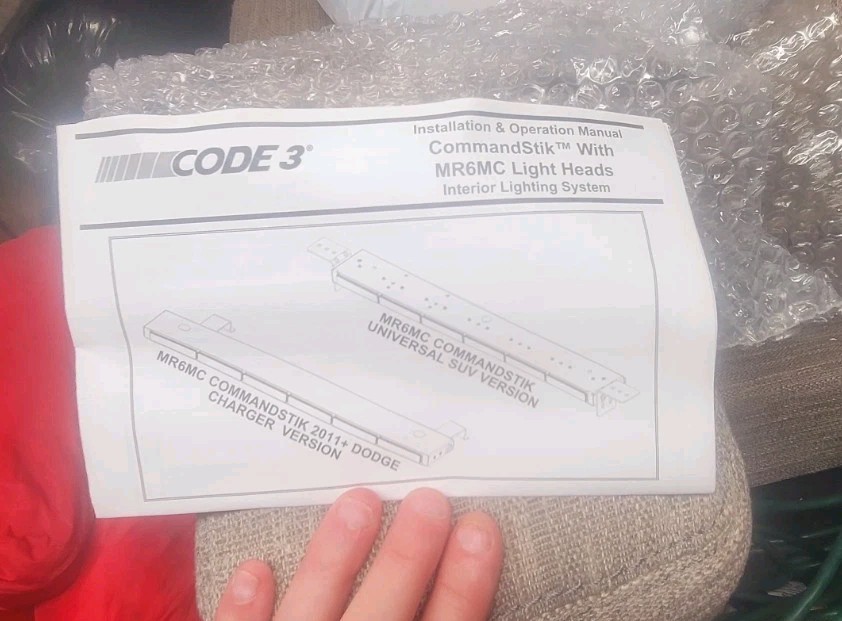 CODE 3®
Installation & Operation Manual
CommandStik™ With
MR6MC Light Heads
Interior Lighting System
MR6MC COMMANDSTIK
UNIVERSAL SUV VERSION
MR6MC COMMANDSTIK 2011+ DODGE
CHARGER VERSION